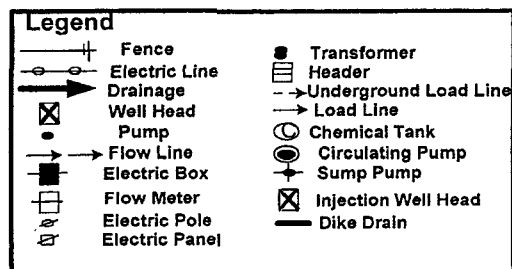 Legend
Fence
Electric Line
Drainage
Well Head
Pump
Flow Line
Electric Box
Flow Meter
Electric Pole
Electric Panel
Transformer
Header
Underground Load Line
Load Line
Chemical Tank
Circulating Pump
Sump Pump
Injection Well Head
Dike Drain